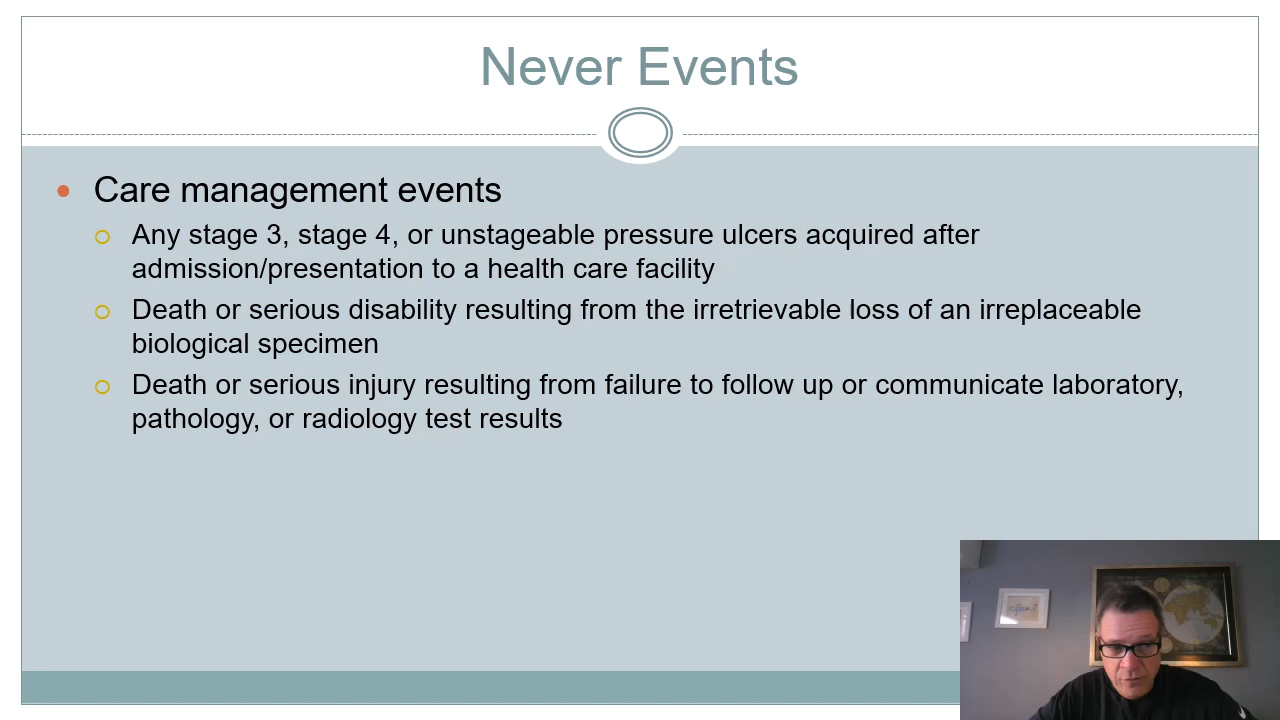 Never Events
Care management events
Any stage 3, stage 4, or unstageable pressure ulcers acquired after
admission/presentation to a health care facility
Death or serious disability resulting from the irretrievable loss of an irreplaceable
biological specimen
Death or serious injury resulting from failure to follow up or communicate laboratory,
pathology, or radiology test results